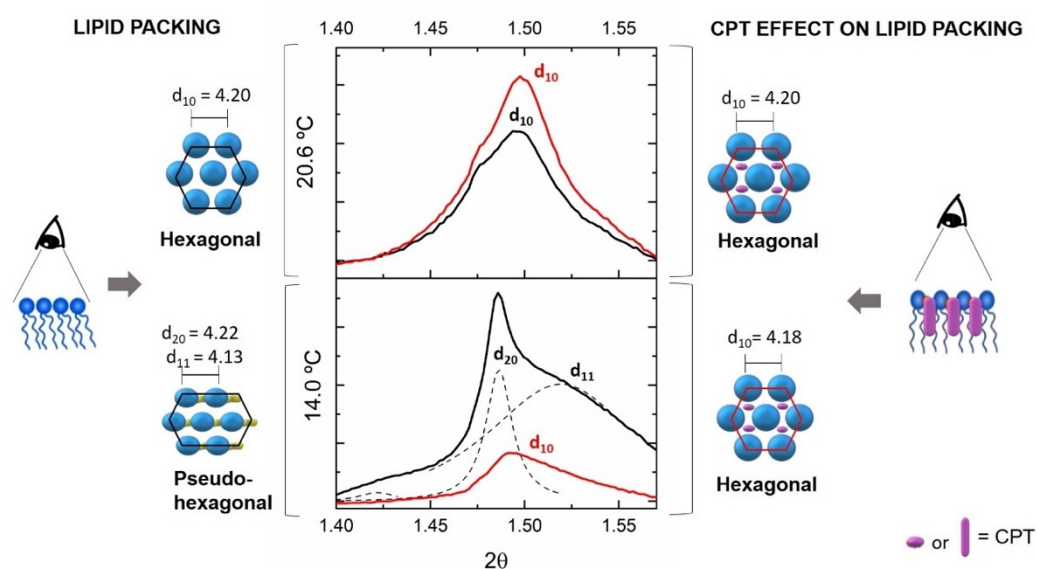 LIPID PACKING
CPT EFFECT ON LIPID PACKING
1.40 1.45 1.50 1.55
d10 = 4.20
Hexagonal
20.6 ºC
d10
d10
d10 = 4.20
Hexagonal
d20 = 4.22
d11 = 4.13
Pseudo-
hexagonal
14.0 ºC
d20
d11
d10
d10= 4.18
Hexagonal
1.40 1.45 1.50 1.55
2θ
or = CPT